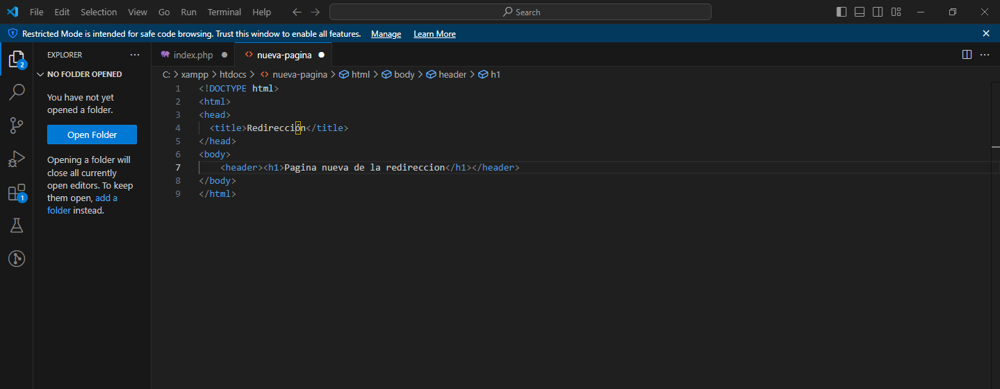 File Edit Selection View Go Run Terminal Help Search
Restricted Mode is intended for safe code browsing. Trust this window to enable all features. Manage Learn More
EXPLORER
NO FOLDER OPENED
You have not yet
opened a folder.
Open Folder
Opening a folder will
close all currently
open editors. To keep
them open, add a
folder instead.
2
1
index.php nueva-pagina
C: > xampp > htdocs > nueva-pagina > html > body > header > h1
1 <!DOCTYPE html>
2 <html>
3 <head>
4 <title>Redirección</title>
5 </head>
6 <body>
7 <header><h1>Pagina nueva de la redireccion</h1></header>
8 </body>
9 </html>